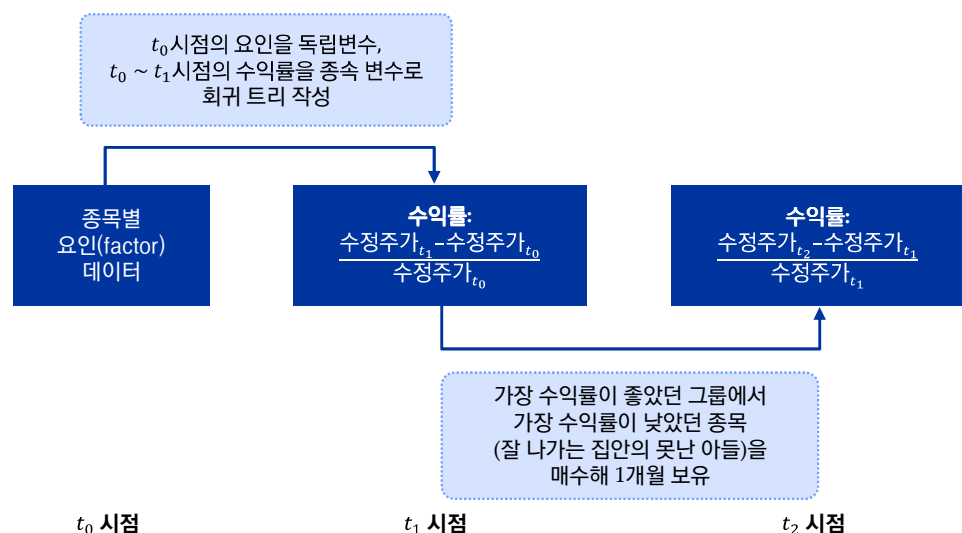 t₀시점의 요인을 독립변수,
t₀ ~ t₁시점의 수익률을 종속 변수로
회귀 트리 작성
종목별
요인(factor)
데이터
수익률:
수정주가ₜ₁-수정주가ₜ₀
수정주가ₜ₀
수익률:
수정주가ₜ₂-수정주가ₜ₁
수정주가ₜ₁
가장 수익률이 좋았던 그룹에서
가장 수익률이 낮았던 종목
(잘 나가는 집안의 못난 아들)을
매수해 1개월 보유
t₀ 시점
t₁ 시점
t₂ 시점